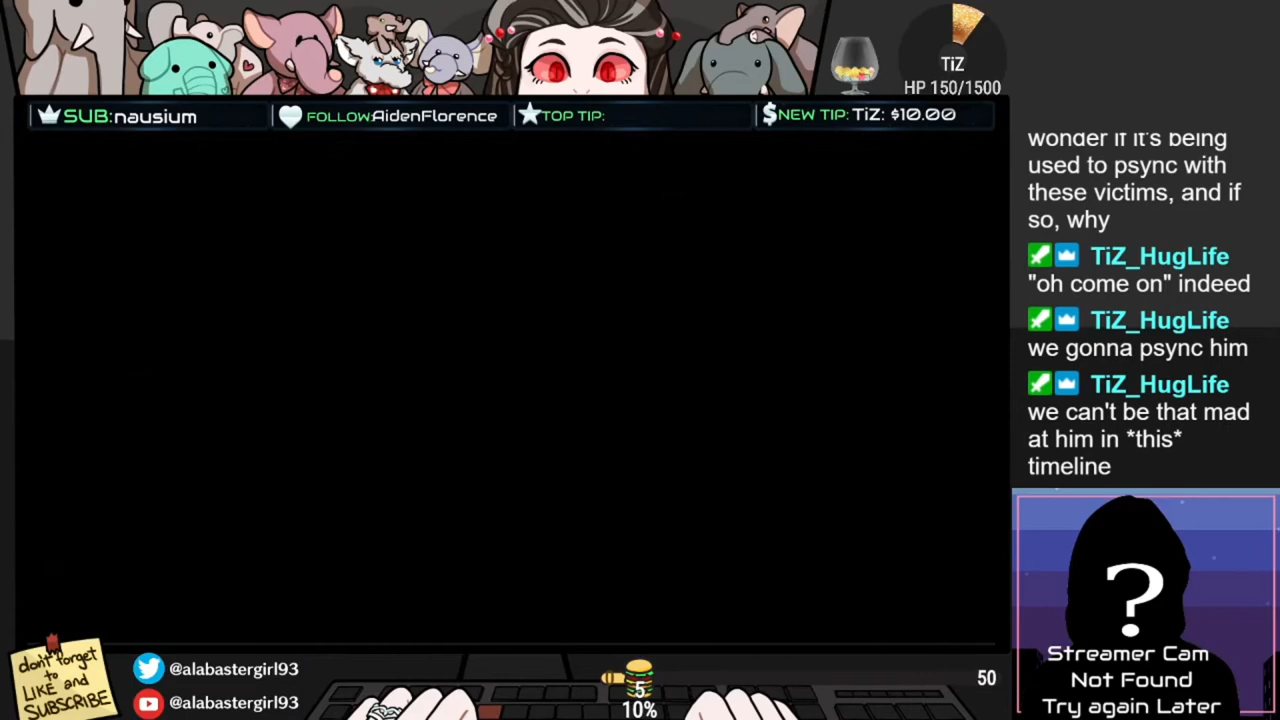 TiZ
HP 150/1500
SUB:nausium
FOLLOW:AidenFlorence
TOP TIP:
NEW TIP: TiZ: $10.00
wonder if it's being
used to psync with
these victims, and if
so, why
TiZ_HugLife
"oh come on" indeed
TiZ_HugLife
we gonna psync him
TiZ_HugLife
we can't be that mad
at him in *this*
timeline
?
Streamer Cam
Not Found
Try again Later
don't forget
to
LIKE and
SUBSCRIBE
@alabastergirl93
@alabastergirl93
5
10%
50